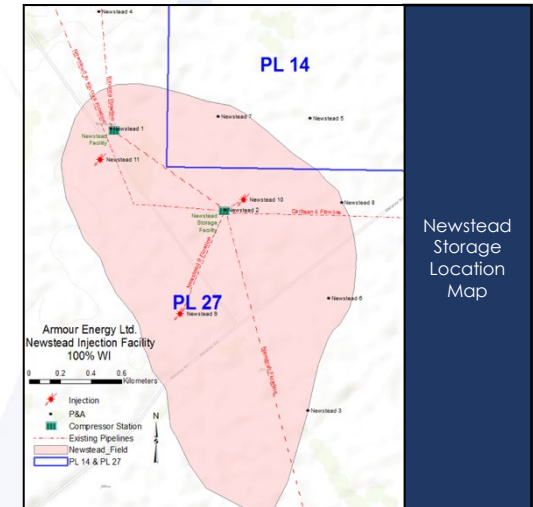 Newstead 4
PL 14
Newstead 7
Newstead 5
Newstead 1
Newstead
Facility
Newstead 11
Newstead 10
Newstead 8
Newstead 2
Newstead
Storage
Facility
PL 27
Newstead 6
Newstead 9
Newstead 3
Armour Energy Ltd.
Newstead Injection Facility
100% WI
0 0.2 0.4 0.6
Kilometers
N
S
Injection
P&A
Compressor Station
Existing Pipelines
Newstead_Field
PL 14 & PL 27
Newstead
Storage
Location
Map